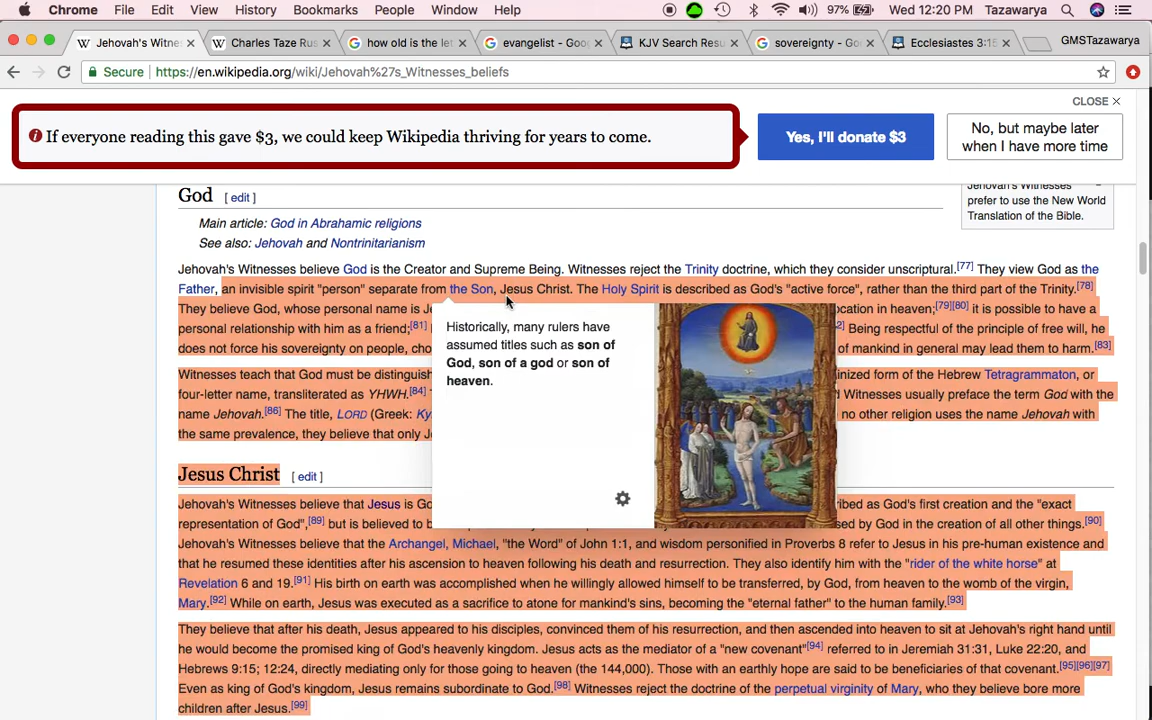 Chrome File Edit View History Bookmarks People Window Help 97% Wed 12:20 PM Tazawarya
Jehovah's Witne × Charles Taze Rus × how old is the let × evangelist - Goo × KJV Search Resu × sovereignty - Go × Ecclesiastes 3:15 × GMSTazawarya
Secure https://en.wikipedia.org/wiki/Jehovah%27s_Witnesses_beliefs
CLOSE ×
If everyone reading this gave $3, we could keep Wikipedia thriving for years to come.
Yes, I'll donate $3
No, but maybe later
when I have more time
God [ edit ]
Jehovah's Witnesses
prefer to use the New World
Translation of the Bible.
Main article: God in Abrahamic religions
See also: Jehovah and Nontrinitarianism
Jehovah's Witnesses believe God is the Creator and Supreme Being. Witnesses reject the Trinity doctrine, which they consider unscriptural.[77] They view God as the
Father, an invisible spirit "person" separate from the Son, Jesus Christ. The Holy Spirit is described as God's "active force", rather than the third part of the Trinity.[78]
They believe God, whose personal name is Je ocation in heaven;[79][80] it is possible to have a
personal relationship with him as a friend;[81] 2] Being respectful of the principle of free will, he
does not force his sovereignty on people, cho of mankind in general may lead them to harm.[83]
Witnesses teach that God must be distinguish nized form of the Hebrew Tetragrammaton, or
four-letter name, transliterated as YHWH.[84] Witnesses usually preface the term God with the
name Jehovah.[86] The title, LORD (Greek: Ky no other religion uses the name Jehovah with
the same prevalence, they believe that only J
Historically, many rulers have
assumed titles such as son of
God, son of a god or son of
heaven.
Jesus Christ [ edit ]
Jehovah's Witnesses believe that Jesus is Go ribed as God's first creation and the "exact
representation of God",[89] but is believed to b sed by God in the creation of all other things.[90]
Jehovah's Witnesses believe that the Archangel, Michael, "the Word" of John 1:1, and wisdom personified in Proverbs 8 refer to Jesus in his pre-human existence and
that he resumed these identities after his ascension to heaven following his death and resurrection. They also identify him with the "rider of the white horse" at
Revelation 6 and 19.[91] His birth on earth was accomplished when he willingly allowed himself to be transferred, by God, from heaven to the womb of the virgin,
Mary.[92] While on earth, Jesus was executed as a sacrifice to atone for mankind's sins, becoming the "eternal father" to the human family.[93]
They believe that after his death, Jesus appeared to his disciples, convinced them of his resurrection, and then ascended into heaven to sit at Jehovah's right hand until
he would become the promised king of God's heavenly kingdom. Jesus acts as the mediator of a "new covenant"[94] referred to in Jeremiah 31:31, Luke 22:20, and
Hebrews 9:15; 12:24, directly mediating only for those going to heaven (the 144,000). Those with an earthly hope are said to be beneficiaries of that covenant.[95][96][97]
Even as king of God's kingdom, Jesus remains subordinate to God.[98] Witnesses reject the doctrine of the perpetual virginity of Mary, who they believe bore more
children after Jesus.[99]